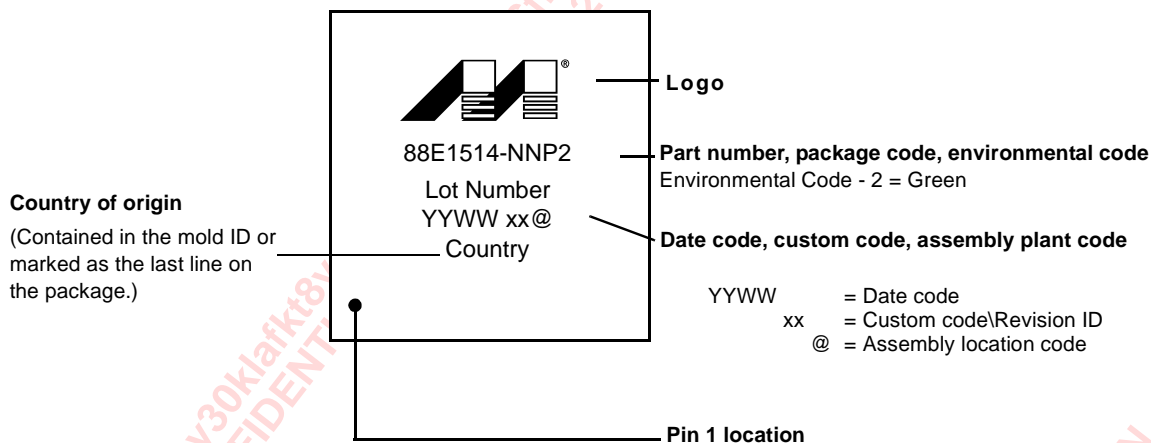 ®
Logo
88E1514-NNP2
Part number, package code, environmental code
Environmental Code - 2 = Green
Lot Number
YYWW xx@
Country
Country of origin
(Contained in the mold ID or
marked as the last line on
the package.)
Date code, custom code, assembly plant code
YYWW = Date code
xx = Custom code\Revision ID
@ = Assembly location code
Pin 1 location